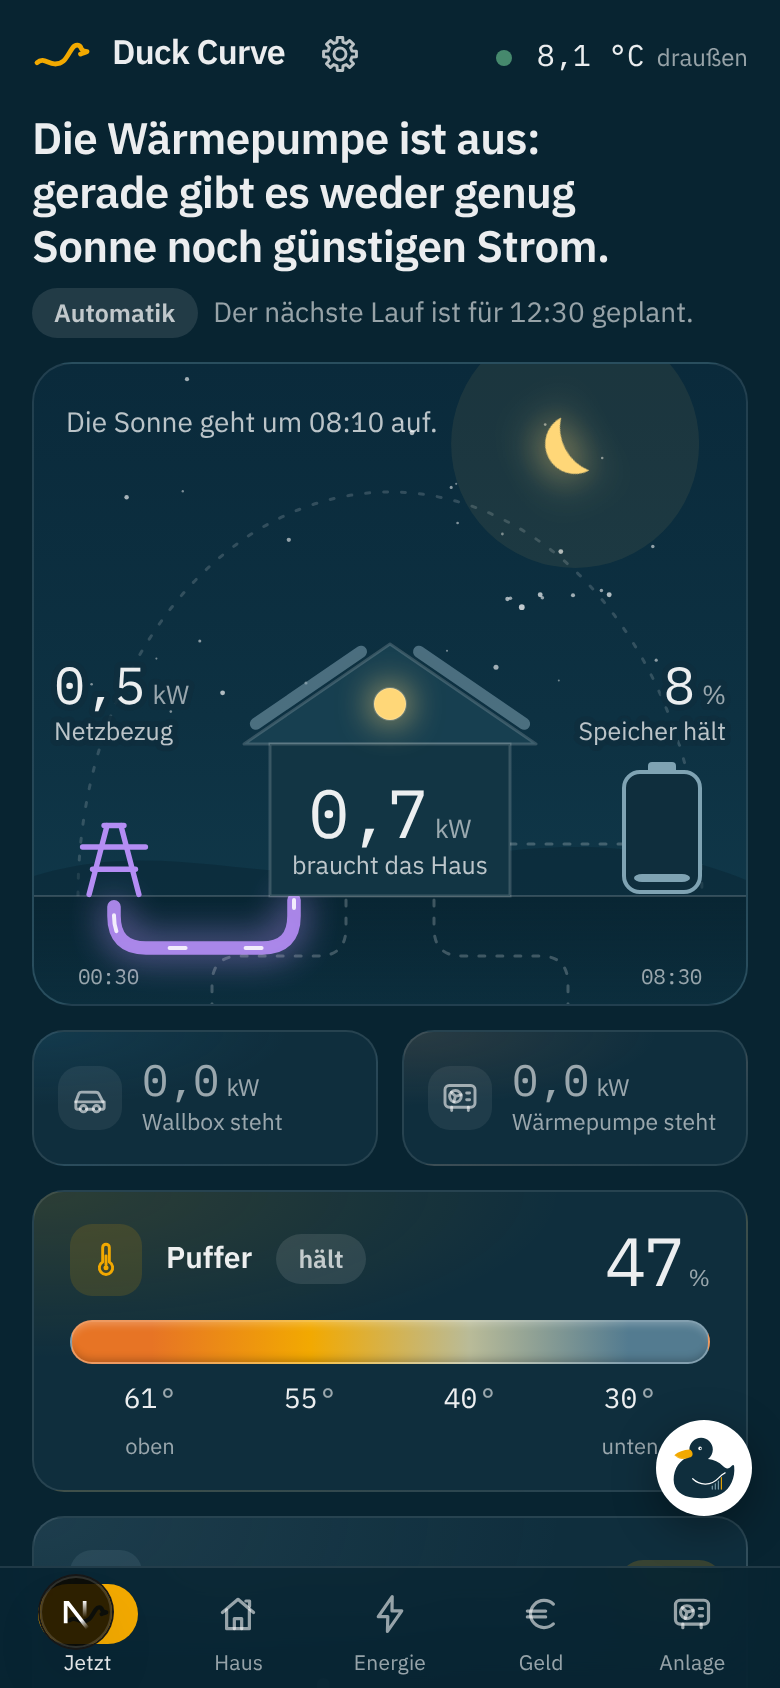 Duck Curve
8,1 °C draußen
Die Wärmepumpe ist aus:
gerade gibt es weder genug
Sonne noch günstigen Strom.
Automatik Der nächste Lauf ist für 12:30 geplant.
Die Sonne geht um 08:10 auf.
0,5 kW
Netzbezug
8 %
Speicher hält
0,7 kW
braucht das Haus
00:30
08:30
0,0 kW
Wallbox steht
0,0 kW
Wärmepumpe steht
Puffer hält 47 %
61° 55° 40° 30°
oben unten
N
Jetzt Haus Energie Geld Anlage